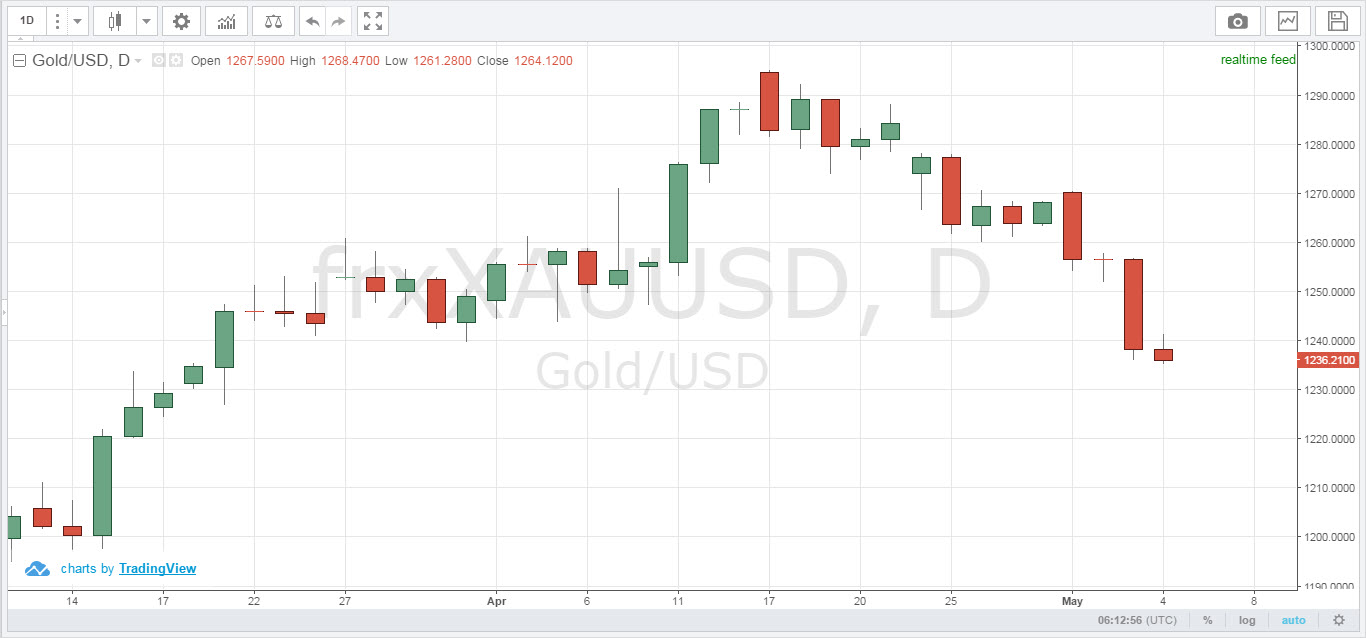 1D
Gold/USD, D Open 1267.5900 High 1268.4700 Low 1261.2800 Close 1264.1200
realtime feed
1300.0000
1290.0000
1280.0000
1270.0000
1260.0000
1250.0000
1240.0000
1236.2100
1230.0000
1220.0000
1210.0000
1200.0000
1190.0000
frxXAUUSD, D
Gold/USD
charts by TradingView
14 17 22 27 Apr 6 11 17 20 25 May 4 8
06:12:56 (UTC) % log auto